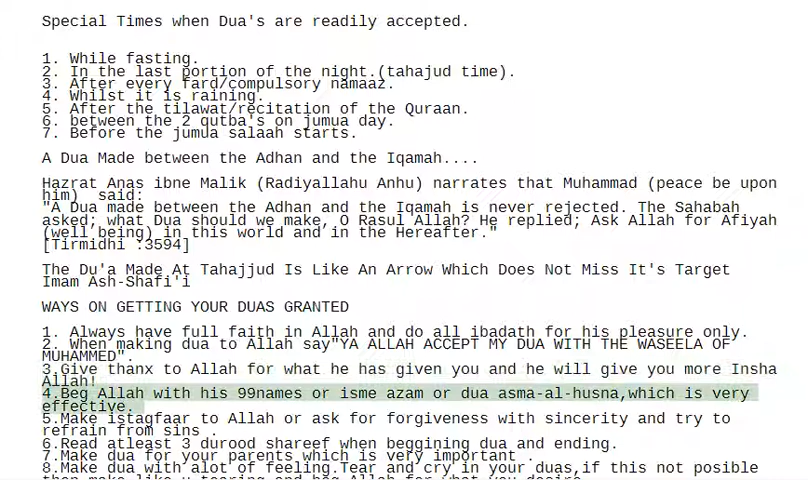 Special Times when Dua's are readily accepted.
1. While fasting.
2. In the last portion of the night.(tahajud time).
3. After every fard/compulsory namaaz.
4. Whilst it is raining.
5. After the tilawat/recitation of the Quraan.
6. between the 2 qutba's on jumua day.
7. Before the jumua salaah starts.
A Dua Made between the Adhan and the Iqamah....
Hazrat Anas ibne Malik (Radiyallahu Anhu) narrates that Muhammad (peace be upon
him)  said:
"A Dua made between the Adhan and the Iqamah is never rejected. The Sahabah
asked; what Dua should we make, O Rasul Allah? He replied; Ask Allah for Afiyah
(well being) in this world and in the Hereafter."
[Tirmidhi :3594]
The Du'a Made At Tahajjud Is Like An Arrow Which Does Not Miss It's Target
Imam Ash-Shafi'i
WAYS ON GETTING YOUR DUAS GRANTED
1. Always have full faith in Allah and do all ibadath for his pleasure only.
2. When making dua to Allah say"YA ALLAH ACCEPT MY DUA WITH THE WASEELA OF
MUHAMMED".
3.Give thanx to Allah for what he has given you and he will give you more Insha
Allah!
4.Beg Allah with his 99names or isme azam or dua asma-al-husna,which is very
effective.
5.Make istagfaar to Allah or ask for forgiveness with sincerity and try to
refrain from sins .
6.Read atleast 3 durood shareef when beggining dua and ending.
7.Make dua for your parents which is very important .
8.Make dua with alot of feeling.Tear and cry in your duas,if this not posible
then make like u tearing and beg Allah for what you desire.